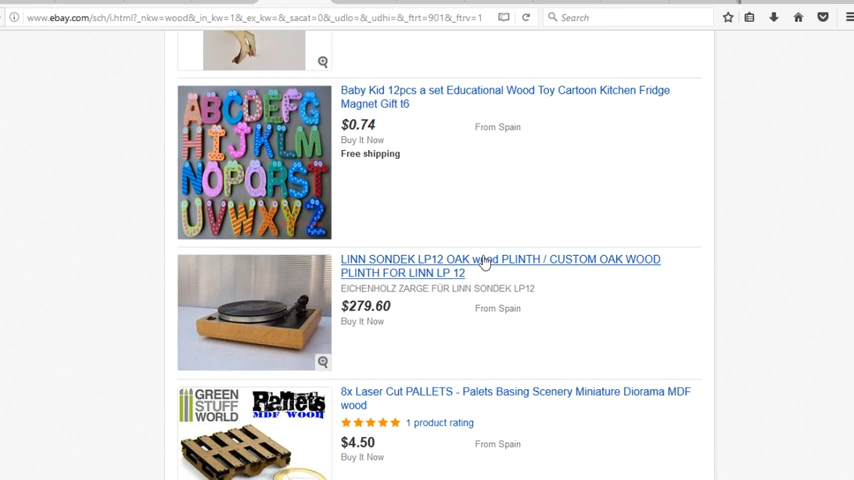 www.ebay.com/sch/i.html?_nkw=wood&_in_kw=1&_ex_kw=&_sacat=0&_udlo=&_udhi=&_ftrt=901&_ftrv=1
Search
Baby Kid 12pcs a set Educational Wood Toy Cartoon Kitchen Fridge
Magnet Gift t6
$0.74
From Spain
Buy It Now
Free shipping
ABCDEFG
HIJKLM
NOPQRST
UVWXYZ
LINN SONDEK LP12 OAK wood PLINTH / CUSTOM OAK WOOD
PLINTH FOR LINN LP 12
EICHENHOLZ ZARGE FÜR LINN SONDEK LP12
$279.60
From Spain
Buy It Now
8x Laser Cut PALLETS - Palets Basing Scenery Miniature Diorama MDF
wood
1 product rating
$4.50
From Spain
Buy It Now
GREEN
STUFF
WORLD
Pallets
MDF WOOD